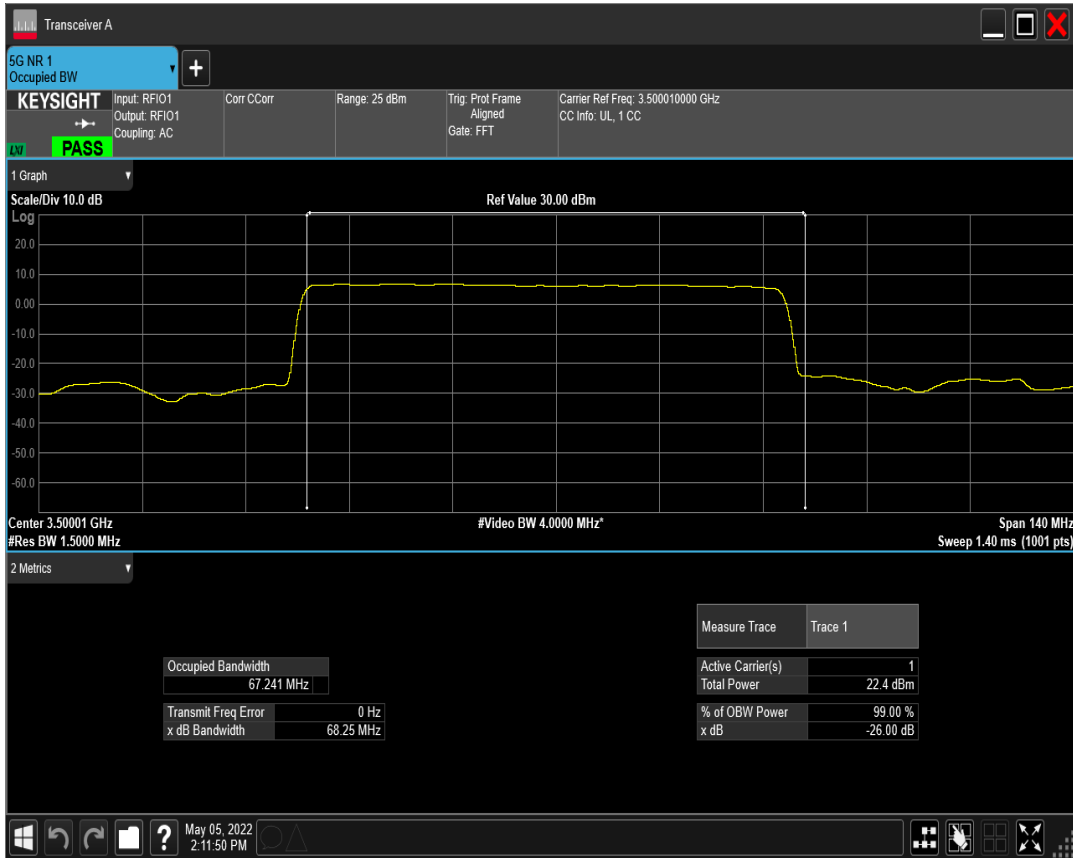 Transceiver A
5G NR 1
Occupied BW
+
KEYSIGHT
LXI
PASS
Input: RFIO1
Output: RFIO1
Coupling: AC
Corr CCorr
Range: 25 dBm
Trig: Prot Frame
Aligned
Gate: FFT
Carrier Ref Freq: 3.500010000 GHz
CC Info: UL, 1 CC
1 Graph
Scale/Div 10.0 dB
Ref Value 30.00 dBm
Log
20.0
10.0
0.00
-10.0
-20.0
-30.0
-40.0
-50.0
-60.0
Center 3.50001 GHz
#Video BW 4.0000 MHz*
Span 140 MHz
#Res BW 1.5000 MHz
Sweep 1.40 ms (1001 pts)
2 Metrics
Measure Trace Trace 1
Occupied Bandwidth
67.241 MHz
Active Carrier(s) 1
Total Power 22.4 dBm
Transmit Freq Error 0 Hz
x dB Bandwidth 68.25 MHz
% of OBW Power 99.00 %
x dB -26.00 dB
?
May 05, 2022
2:11:50 PM